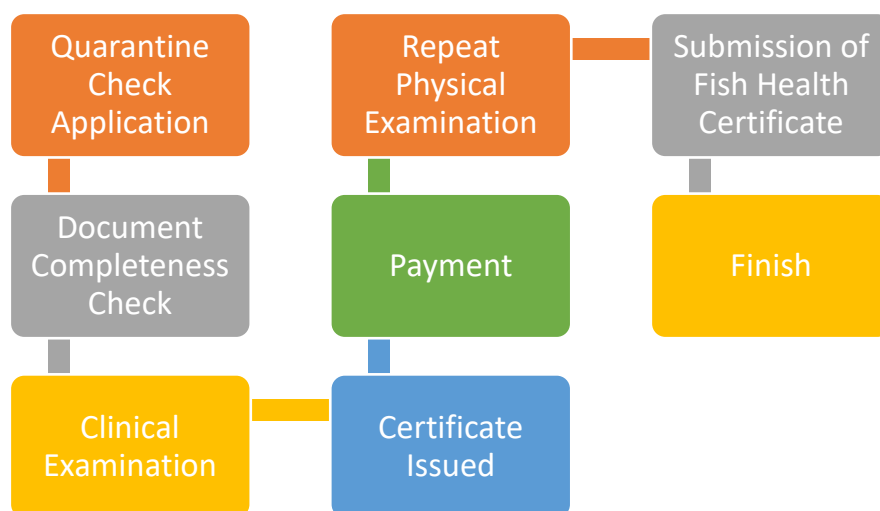 Quarantine
Check
Application
Document
Completeness
Check
Clinical
Examination
Certificate
Issued
Payment
Repeat
Physical
Examination
Submission of
Fish Health
Certificate
Finish